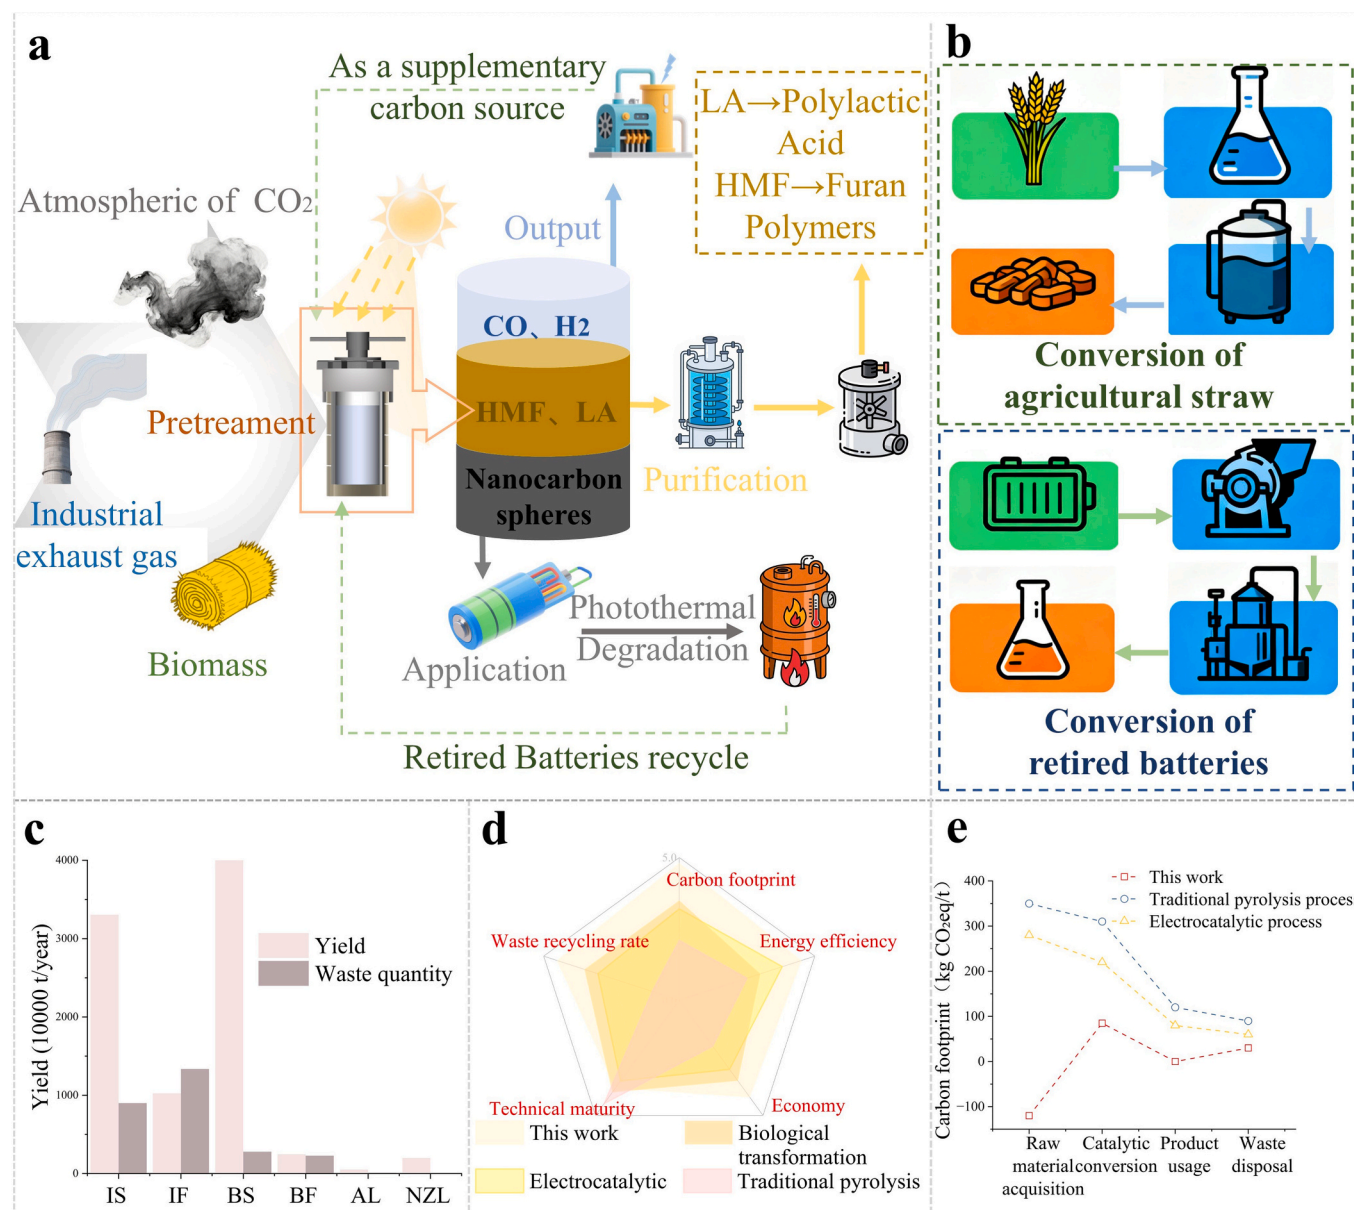 a
As a supplementary
carbon source
LA→Polylactic
Acid
HMF→Furan
Polymers
Atmospheric of CO₂
Output
CO、H2
Pretreament
HMF、LA
Nanocarbon
spheres
Purification
Industrial
exhaust gas
Biomass
Application
Photothermal
Degradation
Retired Batteries recycle
b
Conversion of
agricultural straw
Conversion of
retired batteries
c
4000
3000
2000
1000
0
Yield (10000 t/year)
Yield
Waste quantity
IS
IF
BS
BF
AL
NZL
d
5.0
Carbon footprint
Waste recycling rate
Energy efficiency
Technical maturity
Economy
This work
Biological
transformation
Electrocatalytic
Traditional pyrolysis
e
This work
Traditional pyrolysis proces
Electrocatalytic process
400
300
200
100
0
−100
Carbon footprint（kg CO₂eq/t）
Raw
material
acquisition
Catalytic
conversion
Product
usage
Waste
disposal